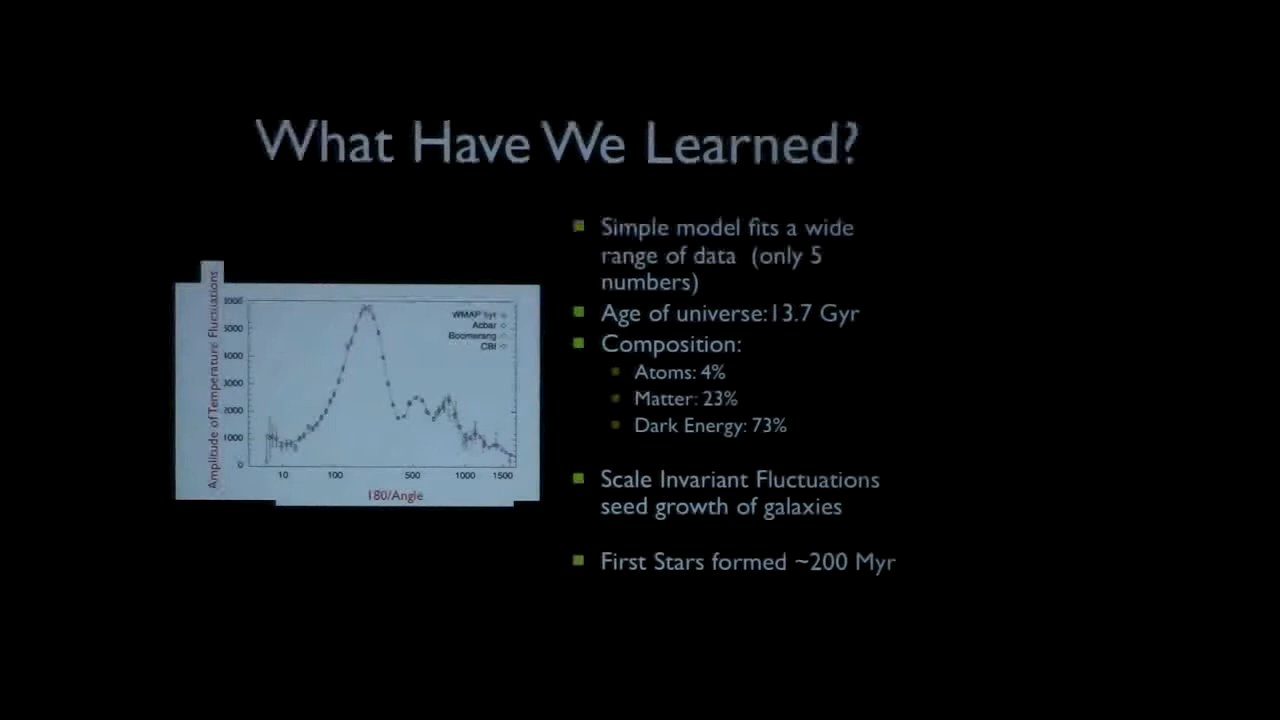 What Have We Learned?
Simple model fits a wide
range of data (only 5
numbers)
Age of universe:13.7 Gyr
Composition:
Atoms: 4%
Matter: 23%
Dark Energy: 73%
Scale Invariant Fluctuations
seed growth of galaxies
First Stars formed ~200 Myr
Amplitude of Temperature Fluctuations
6000
5000
4000
3000
2000
1000
0
WMAP
Acbar
Boomerang
CBI
10 100 500 1000 1500
180/Angle